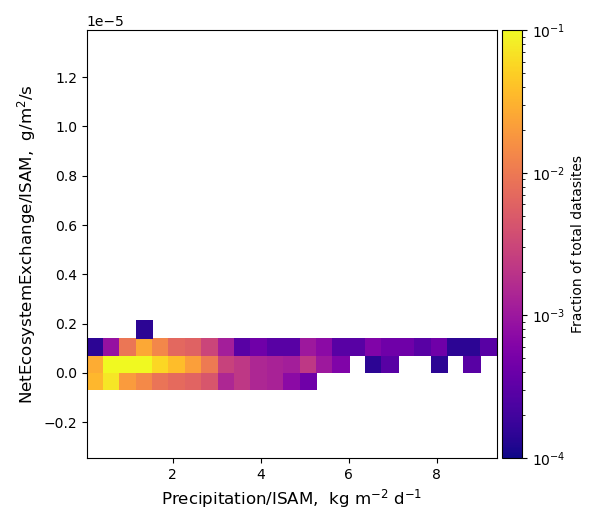 1e−5
1.2
1.0
0.8
0.6
0.4
0.2
0.0
−0.2
2 4 6 8
NetEcosystemExchange/ISAM, g/m²/s
Precipitation/ISAM, kg m⁻² d⁻¹
10⁻¹
10⁻²
10⁻³
10⁻⁴
Fraction of total datasites